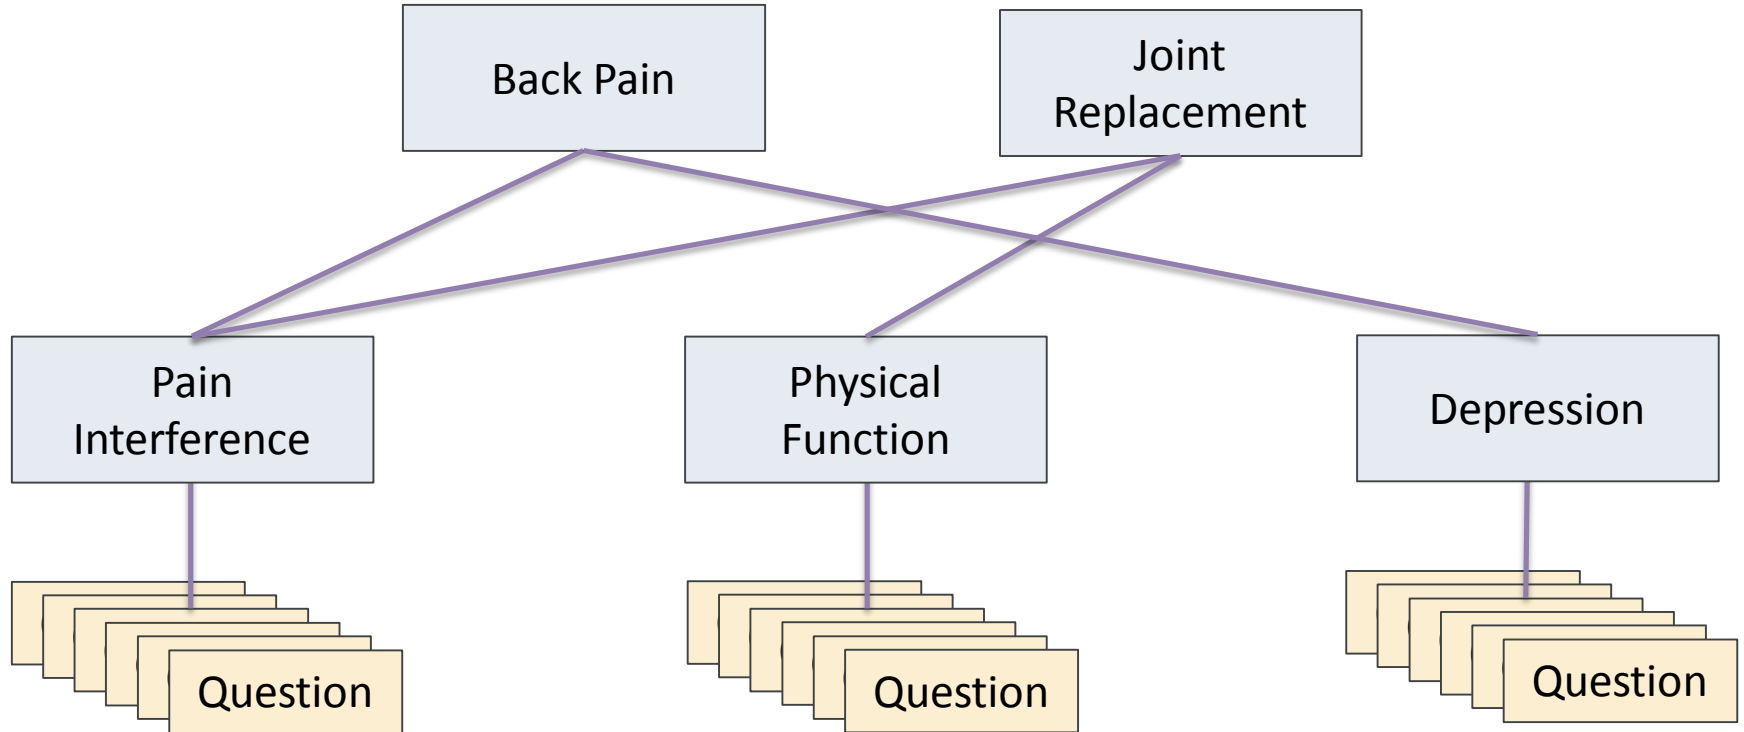 Back Pain
Joint
Replacement
Pain
Interference
Physical
Function
Depression
Question
Question
Question